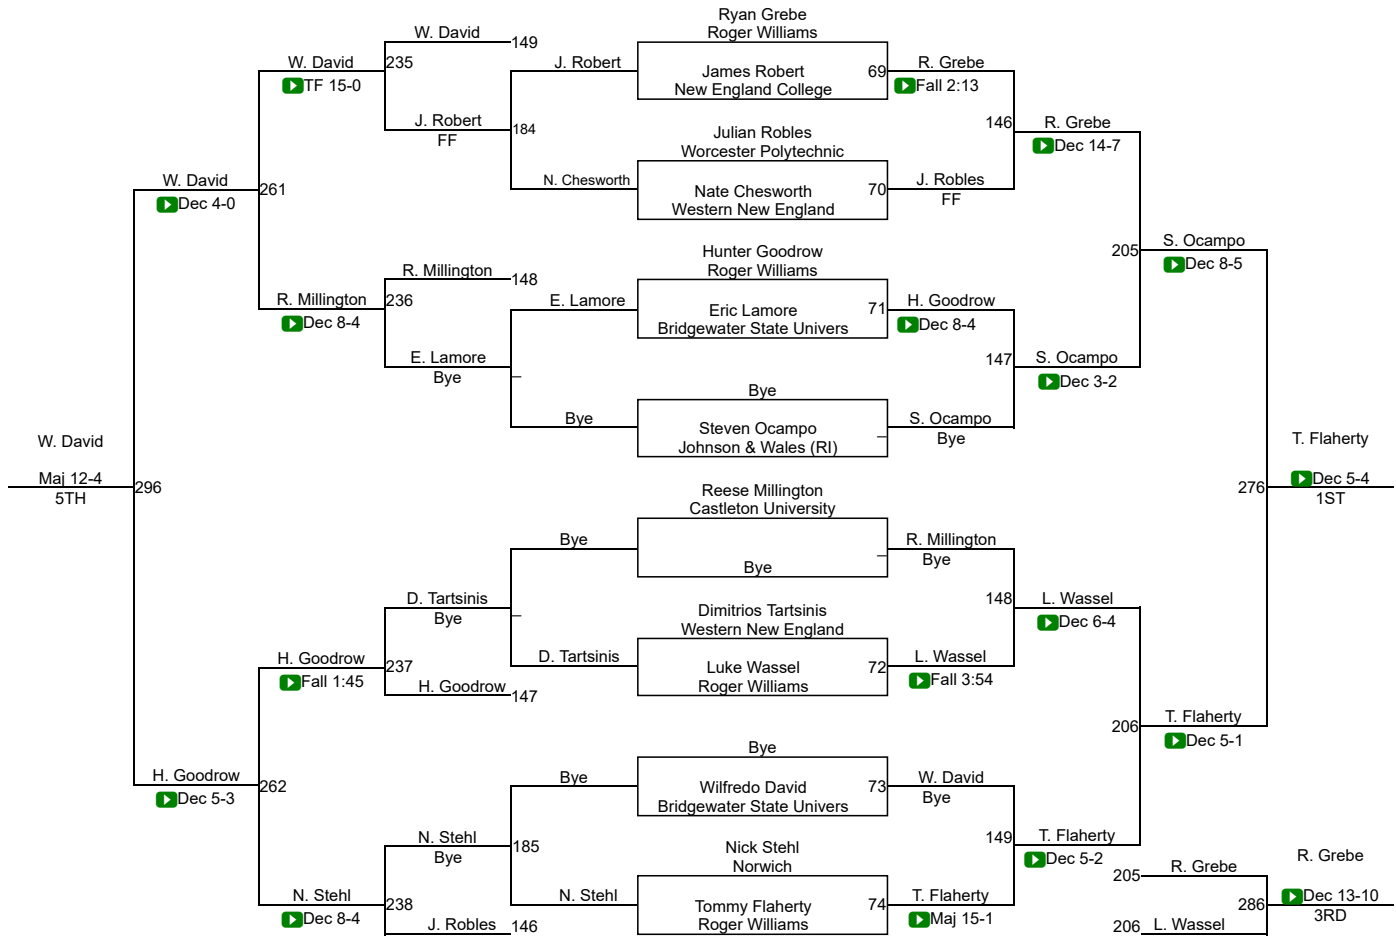 Ryan Grebe
Roger Williams
W. David
149
W. David
235
J. Robert
James Robert
69
R. Grebe
TF 15-0
New England College
Fall 2:13
J. Robert
184
FF
Julian Robles
Worcester Polytechnic
146
R. Grebe
Dec 14-7
W. David
261
N. Chesworth
Nate Chesworth
70
J. Robles
Dec 4-0
Western New England
FF
Hunter Goodrow
Roger Williams
205
S. Ocampo
Dec 8-5
R. Millington
148
R. Millington
236
E. Lamore
Eric Lamore
71
H. Goodrow
Dec 8-4
Bridgewater State Univers
Dec 8-4
E. Lamore
Bye
_
147
S. Ocampo
Dec 3-2
Bye
Bye
Steven Ocampo
_
S. Ocampo
Johnson & Wales (RI)
Bye
W. David
T. Flaherty
Maj 12-4
296
5TH
276
Dec 5-4
1ST
Reese Millington
Castleton University
Bye
_
R. Millington
Bye
Bye
D. Tartsinis
Bye
_
148
L. Wassel
Dec 6-4
Dimitrios Tartsinis
Western New England
H. Goodrow
237
D. Tartsinis
Luke Wassel
72
L. Wassel
Fall 1:45
H. Goodrow
147
Roger Williams
Fall 3:54
206
T. Flaherty
Dec 5-1
Bye
H. Goodrow
262
Bye
Wilfredo David
73
W. David
Dec 5-3
Bridgewater State Univers
Bye
N. Stehl
185
Bye
Nick Stehl
Norwich
149
T. Flaherty
Dec 5-2
R. Grebe
205
R. Grebe
N. Stehl
238
N. Stehl
Tommy Flaherty
74
T. Flaherty
286
Dec 13-10
3RD
Dec 8-4
J. Robles
146
Roger Williams
Maj 15-1
206
L. Wassel